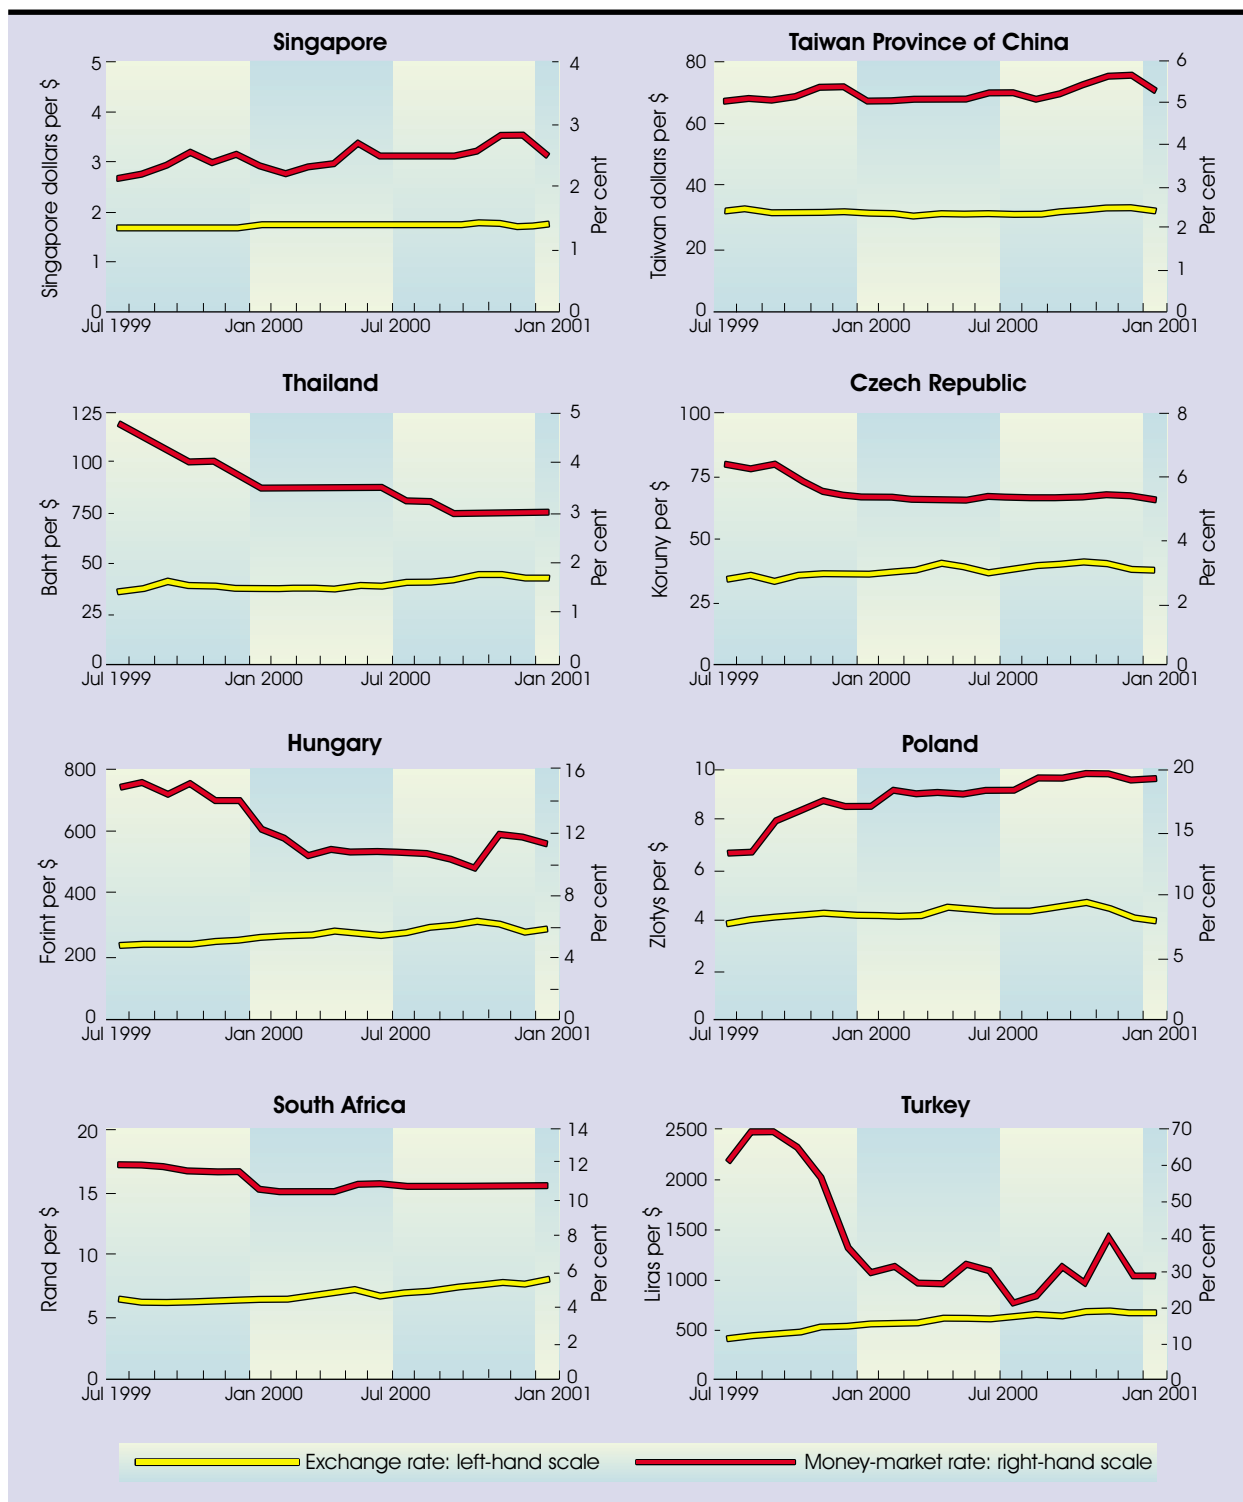 Singapore
Singapore dollars per $
5
4
3
2
1
0
4
3
2
1
0
Per cent
Jul 1999 Jan 2000 Jul 2000 Jan 2001
Taiwan Province of China
Taiwan dollars per $
80
60
40
20
0
6
5
4
3
2
1
0
Per cent
Jul 1999 Jan 2000 Jul 2000 Jan 2001
Thailand
Baht per $
125
100
750
50
25
0
5
4
3
2
1
0
Per cent
Jul 1999 Jan 2000 Jul 2000 Jan 2001
Czech Republic
Koruny per $
100
75
50
25
0
8
6
4
2
0
Per cent
Jul 1999 Jan 2000 Jul 2000 Jan 2001
Hungary
Forint per $
800
600
400
200
0
16
12
8
4
0
Per cent
Jul 1999 Jan 2000 Jul 2000 Jan 2001
Poland
Zlotys per $
10
8
6
4
2
0
20
15
10
5
0
Per cent
Jul 1999 Jan 2000 Jul 2000 Jan 2001
South Africa
Rand per $
20
15
10
5
0
14
12
10
8
6
4
2
0
Per cent
Jul 1999 Jan 2000 Jul 2000 Jan 2001
Turkey
Liras per $
2500
2000
1500
1000
500
0
70
60
50
40
30
20
10
0
Per cent
Jul 1999 Jan 2000 Jul 2000 Jan 2001
Exchange rate: left-hand scale Money-market rate: right-hand scale